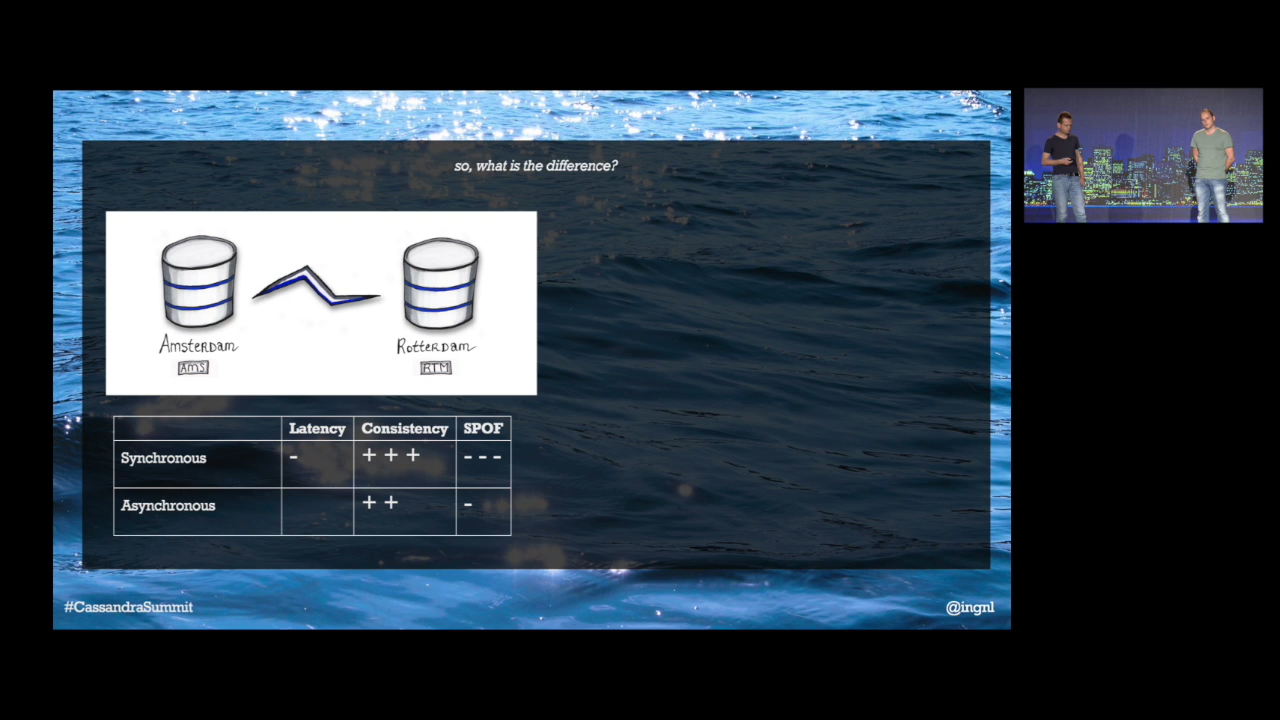 so, what is the difference?
Amsterdam
AMS
Rotterdam
RTM
Latency Consistency SPOF
Synchronous - + + + - - -
Asynchronous + + -
#CassandraSummit
@ingnl